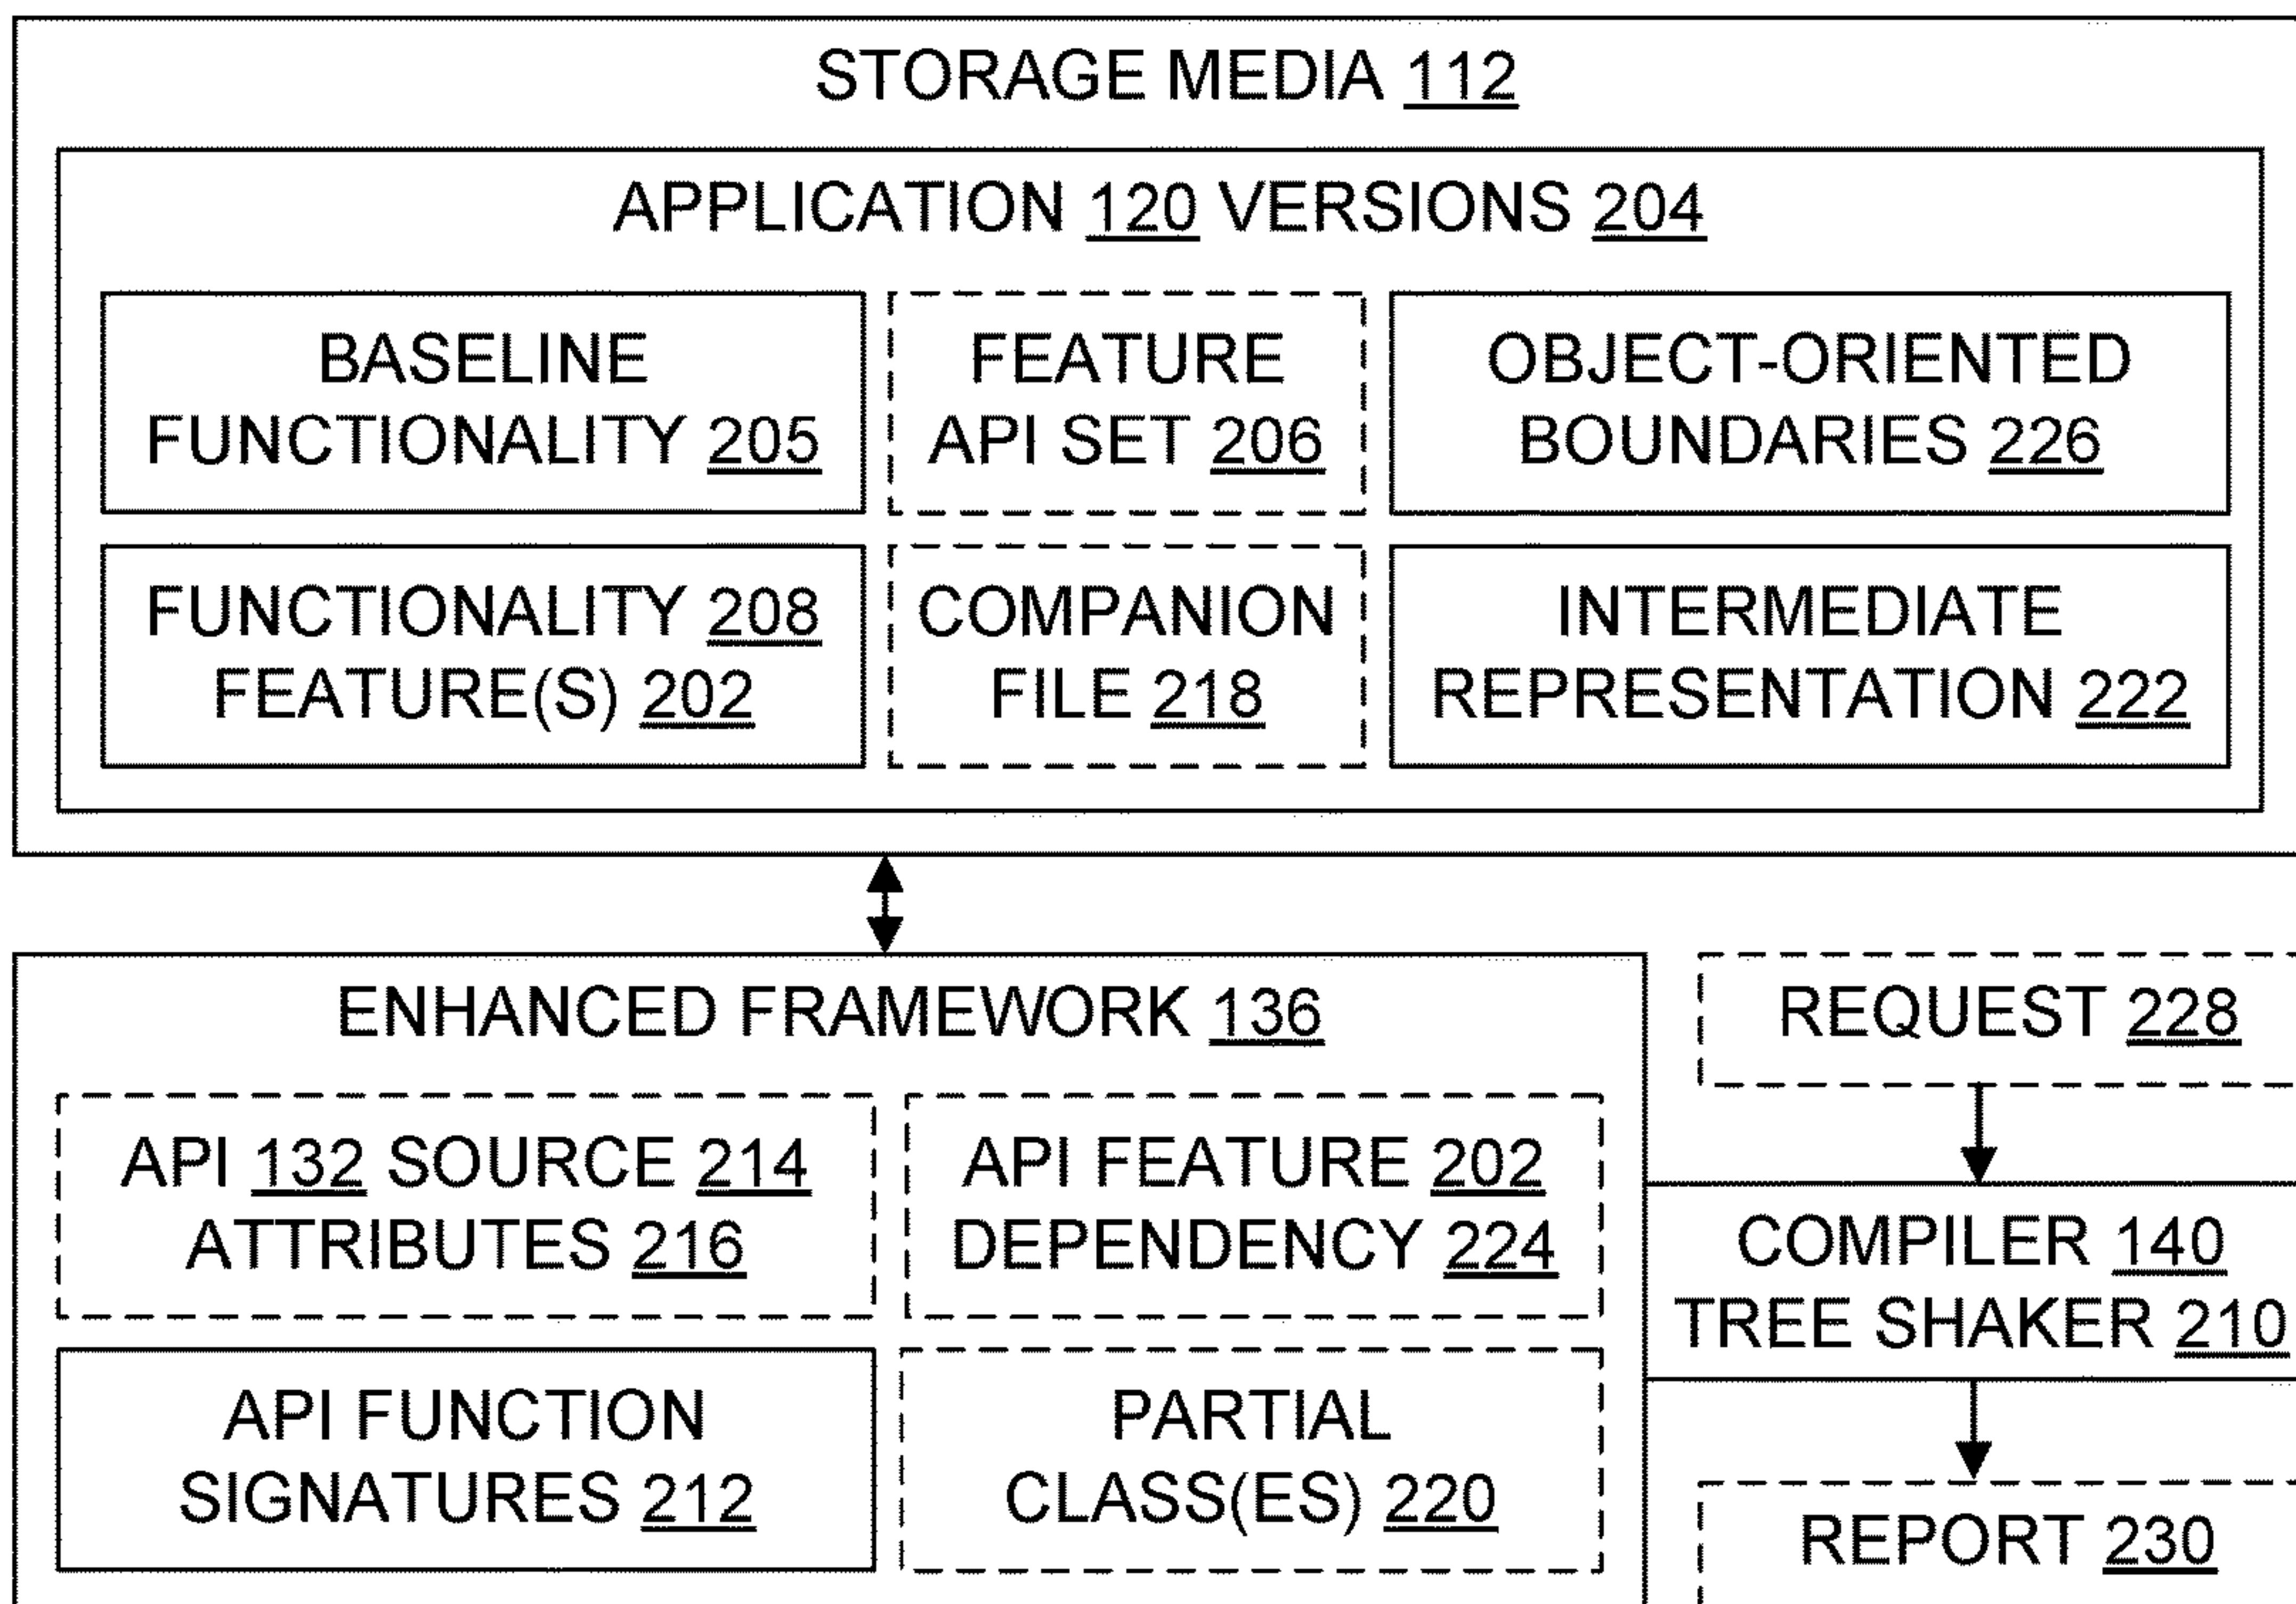 STORAGE MEDIA 112
APPLICATION 120 VERSIONS 204
BASELINE
FUNCTIONALITY 205
FEATURE
API SET 206
OBJECT-ORIENTED
BOUNDARIES 226
FUNCTIONALITY 208
FEATURE(S) 202
COMPANION
FILE 218
INTERMEDIATE
REPRESENTATION 222
ENHANCED FRAMEWORK 136
API 132 SOURCE 214
ATTRIBUTES 216
API FEATURE 202
DEPENDENCY 224
API FUNCTION
SIGNATURES 212
PARTIAL
CLASS(ES) 220
REQUEST 228
COMPILER 140
TREE SHAKER 210
REPORT 230